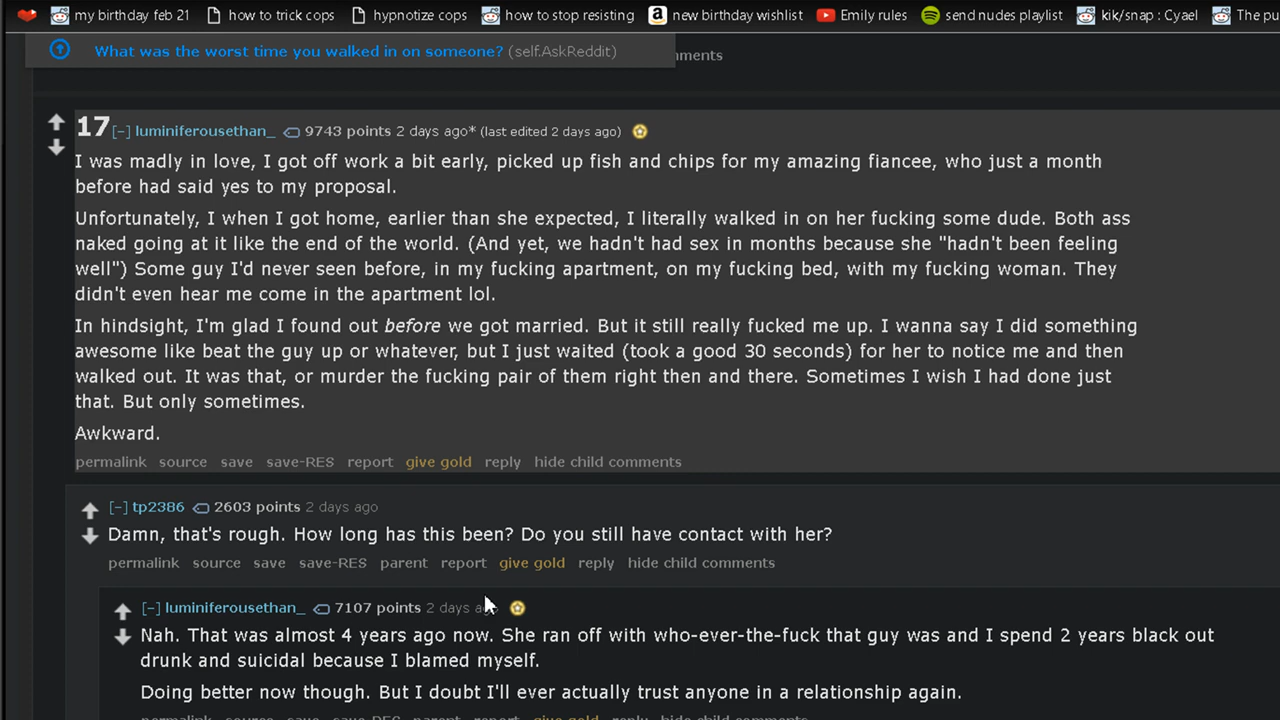 my birthday feb 21 how to trick cops hypnotize cops how to stop resisting new birthday wishlist Emily rules send nudes playlist kik/snap : Cyael The pu
What was the worst time you walked in on someone? (self.AskReddit)
17 [-] luminiferousethan_ 9743 points 2 days ago* (last edited 2 days ago)
I was madly in love, I got off work a bit early, picked up fish and chips for my amazing fiancee, who just a month
before had said yes to my proposal.
Unfortunately, I when I got home, earlier than she expected, I literally walked in on her fucking some dude. Both ass
naked going at it like the end of the world. (And yet, we hadn't had sex in months because she "hadn't been feeling
well") Some guy I'd never seen before, in my fucking apartment, on my fucking bed, with my fucking woman. They
didn't even hear me come in the apartment lol.
In hindsight, I'm glad I found out before we got married. But it still really fucked me up. I wanna say I did something
awesome like beat the guy up or whatever, but I just waited (took a good 30 seconds) for her to notice me and then
walked out. It was that, or murder the fucking pair of them right then and there. Sometimes I wish I had done just
that. But only sometimes.
Awkward.
permalink source save save-RES report give gold reply hide child comments
[-] tp2386 2603 points 2 days ago
Damn, that's rough. How long has this been? Do you still have contact with her?
permalink source save save-RES parent report give gold reply hide child comments
[-] luminiferousethan_ 7107 points 2 days
Nah. That was almost 4 years ago now. She ran off with who-ever-the-fuck that guy was and I spend 2 years black out
drunk and suicidal because I blamed myself.
Doing better now though. But I doubt I'll ever actually trust anyone in a relationship again.
permalink source save save-RES parent report give gold reply hide child comments